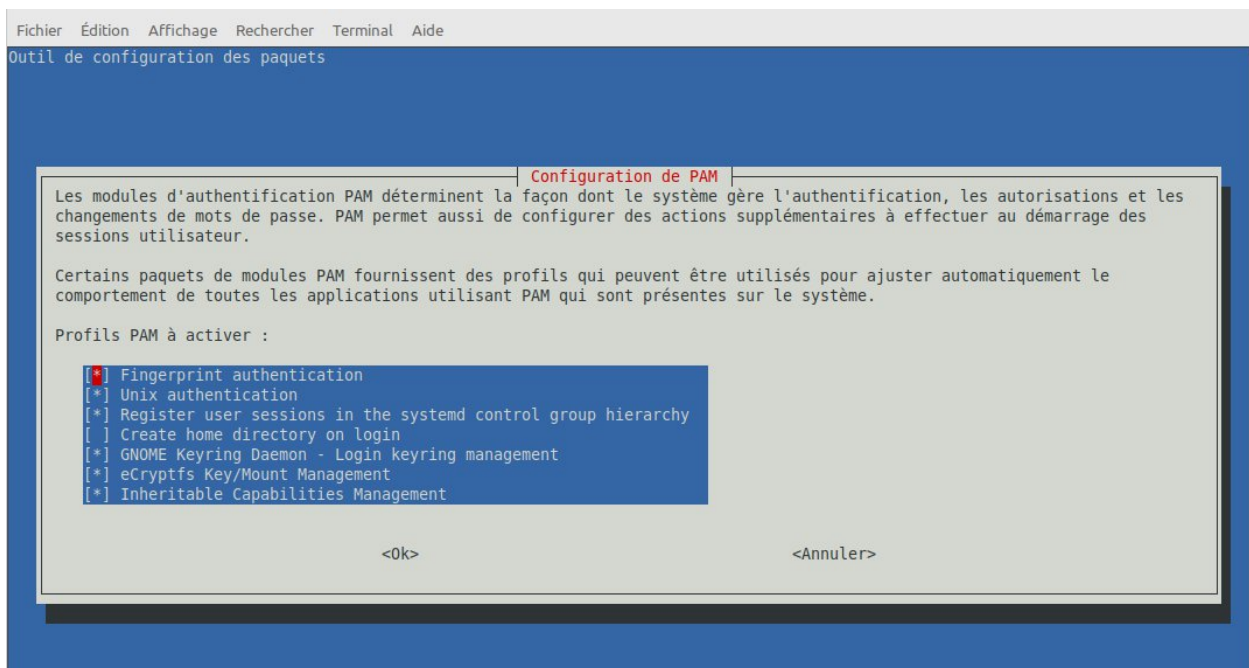 Fichier Édition Affichage Rechercher Terminal Aide
Outil de configuration des paquets
Configuration de PAM
Les modules d'authentification PAM déterminent la façon dont le système gère l'authentification, les autorisations et les
changements de mots de passe. PAM permet aussi de configurer des actions supplémentaires à effectuer au démarrage des
sessions utilisateur.
Certains paquets de modules PAM fournissent des profils qui peuvent être utilisés pour ajuster automatiquement le
comportement de toutes les applications utilisant PAM qui sont présentes sur le système.
Profils PAM à activer :
[*] Fingerprint authentication
[*] Unix authentication
[*] Register user sessions in the systemd control group hierarchy
[ ] Create home directory on login
[*] GNOME Keyring Daemon - Login keyring management
[*] eCryptfs Key/Mount Management
[*] Inheritable Capabilities Management
<Ok> <Annuler>